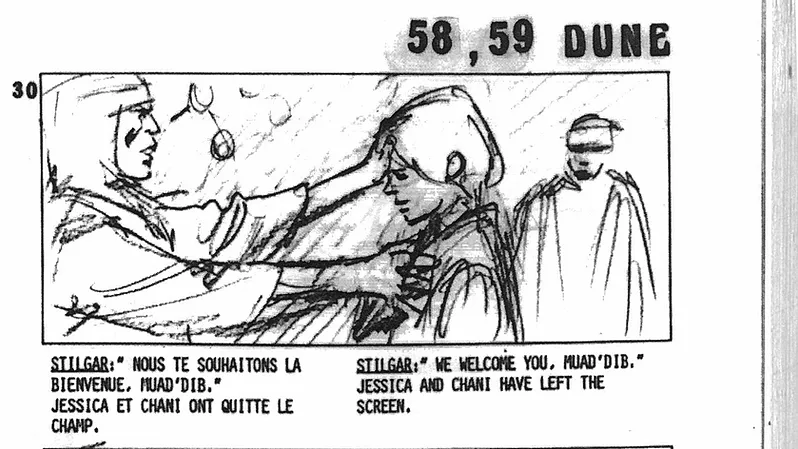 58, 59 DUNE
30
STILGAR:" NOUS TE SOUHAITONS LA
BIENVENUE, MUAD'DIB."
JESSICA ET CHANI ONT QUITTE LE
CHAMP.
STILGAR:" WE WELCOME YOU, MUAD'DIB."
JESSICA AND CHANI HAVE LEFT THE
SCREEN.